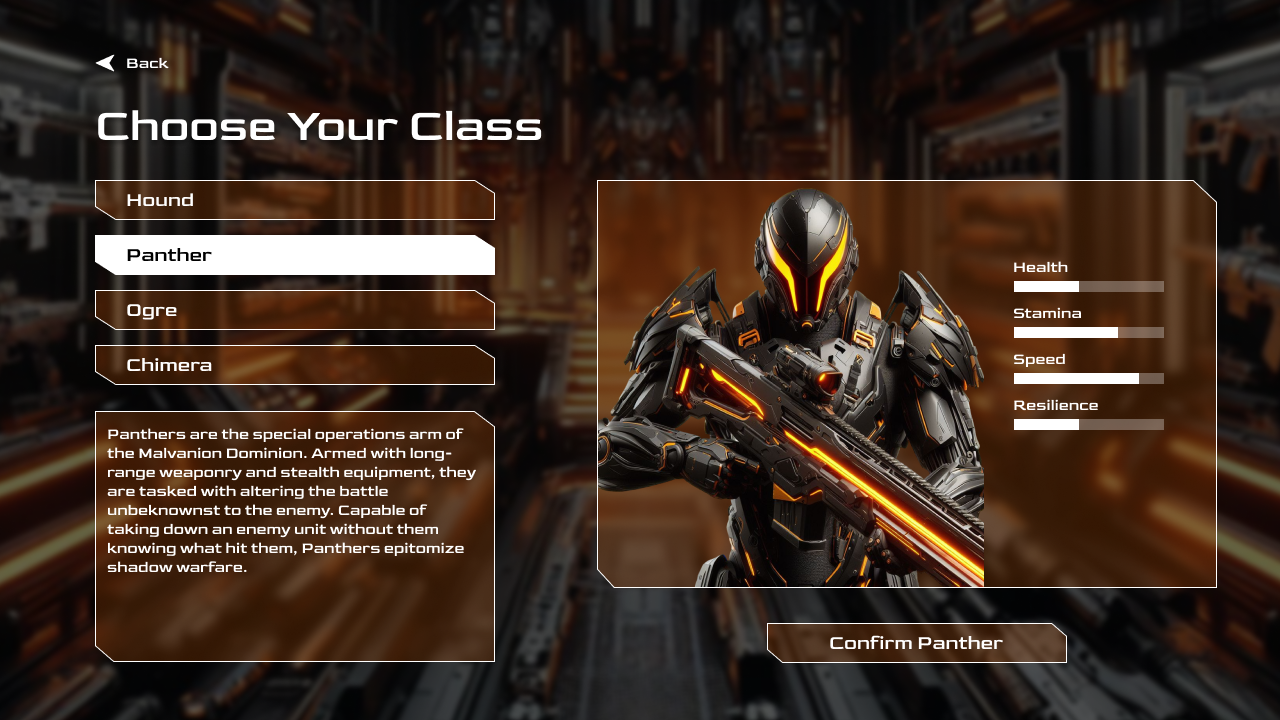 Back
Choose Your Class
Hound
Panther
Ogre
Chimera
Panthers are the special operations arm of
the Malvanion Dominion. Armed with long-
range weaponry and stealth equipment, they
are tasked with altering the battle
unbeknownst to the enemy. Capable of
taking down an enemy unit without them
knowing what hit them, Panthers epitomize
shadow warfare.
Health
Stamina
Speed
Resilience
Confirm Panther